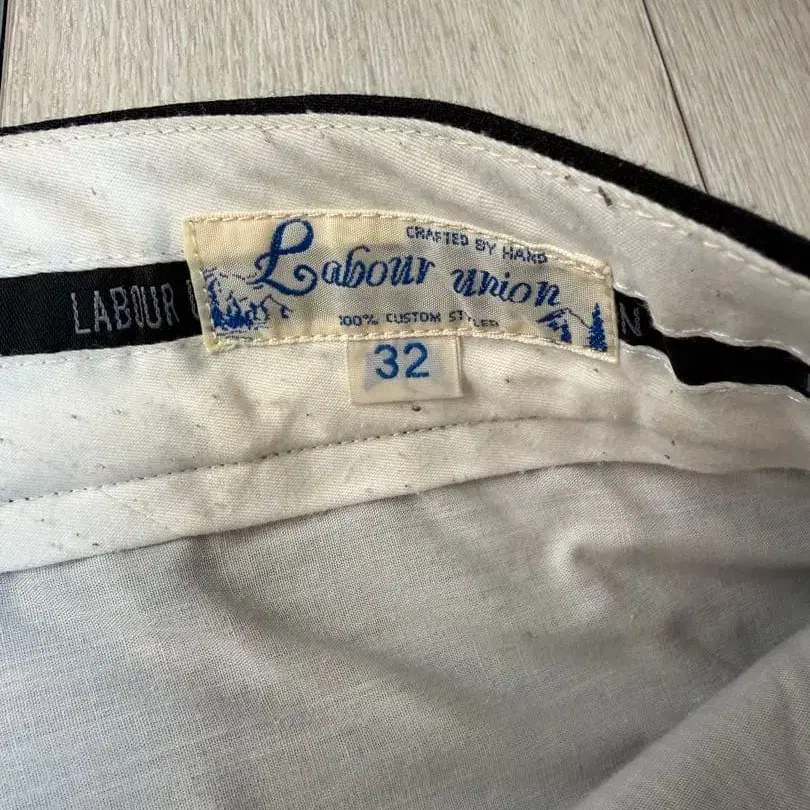 CRAFTED BY HAND
Labour union
100% CUSTOM STYLED
32
LABOUR
N